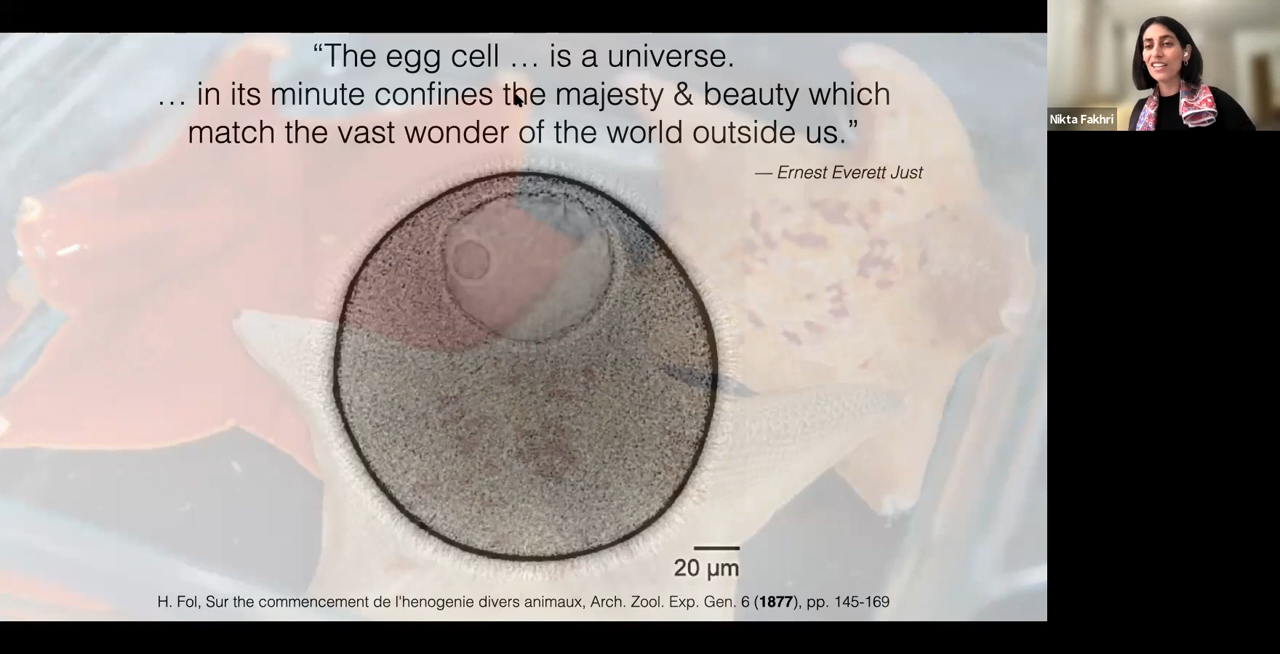 “The egg cell … is a universe.
… in its minute confines the majesty & beauty which
match the vast wonder of the world outside us.”
— Ernest Everett Just
20 µm
H. Fol, Sur the commencement de l'henogenie divers animaux, Arch. Zool. Exp. Gen. 6 (1877), pp. 145-169
Nikta Fakhri